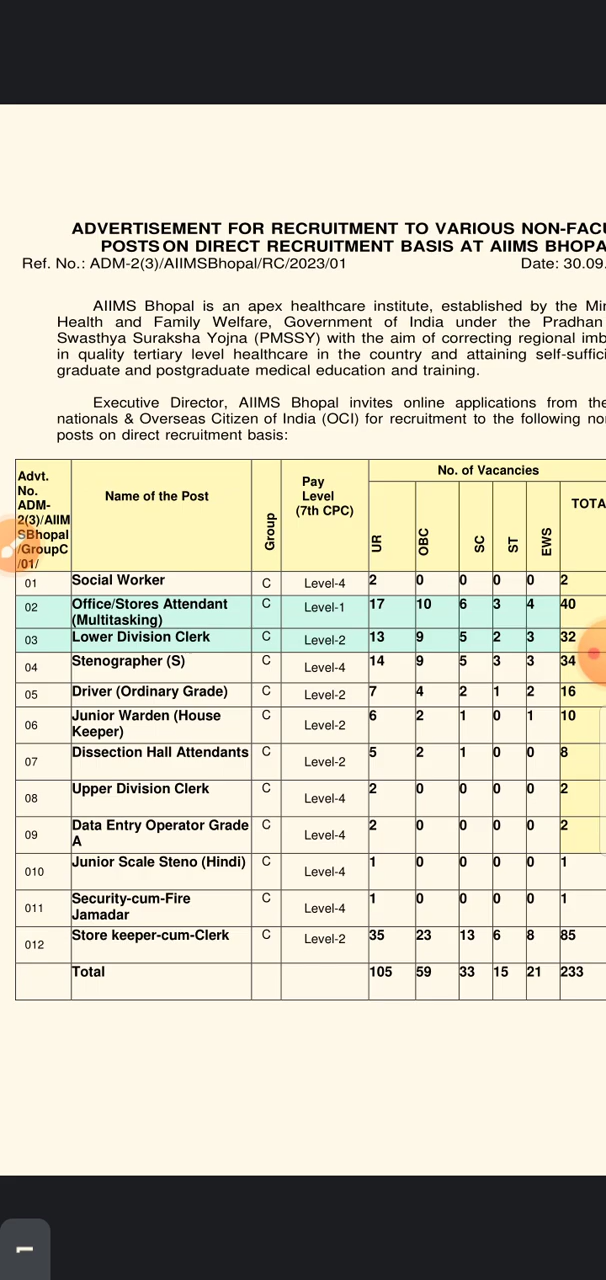 ADVERTISEMENT FOR RECRUITMENT TO VARIOUS NON-FACU
POSTS ON DIRECT RECRUITMENT BASIS AT AIIMS BHOPA
Ref. No.: ADM-2(3)/AIIMSBhopal/RC/2023/01 Date: 30.09.
AIIMS Bhopal is an apex healthcare institute, established by the Min
Health and Family Welfare, Government of India under the Pradhan
Swasthya Suraksha Yojna (PMSSY) with the aim of correcting regional imb
in quality tertiary level healthcare in the country and attaining self-suffici
graduate and postgraduate medical education and training.
Executive Director, AIIMS Bhopal invites online applications from the
nationals & Overseas Citizen of India (OCI) for recruitment to the following no
posts on direct recruitment basis:
Advt. No. ADM-2(3)/AIIMSBhopal/GroupC/01/ Name of the Post Group Pay Level (7th CPC) No. of Vacancies
UR OBC SC ST EWS TOTA
01 Social Worker C Level-4 2 0 0 0 0 2
02 Office/Stores Attendant (Multitasking) C Level-1 17 10 6 3 4 40
03 Lower Division Clerk C Level-2 13 9 5 2 3 32
04 Stenographer (S) C Level-4 14 9 5 3 3 34
05 Driver (Ordinary Grade) C Level-2 7 4 2 1 2 16
06 Junior Warden (House Keeper) C Level-2 6 2 1 0 1 10
07 Dissection Hall Attendants C Level-2 5 2 1 0 0 8
08 Upper Division Clerk C Level-4 2 0 0 0 0 2
09 Data Entry Operator Grade A C Level-4 2 0 0 0 0 2
010 Junior Scale Steno (Hindi) C Level-4 1 0 0 0 0 1
011 Security-cum-Fire Jamadar C Level-4 1 0 0 0 0 1
012 Store keeper-cum-Clerk C Level-2 35 23 13 6 8 85
Total 105 59 33 15 21 233
1